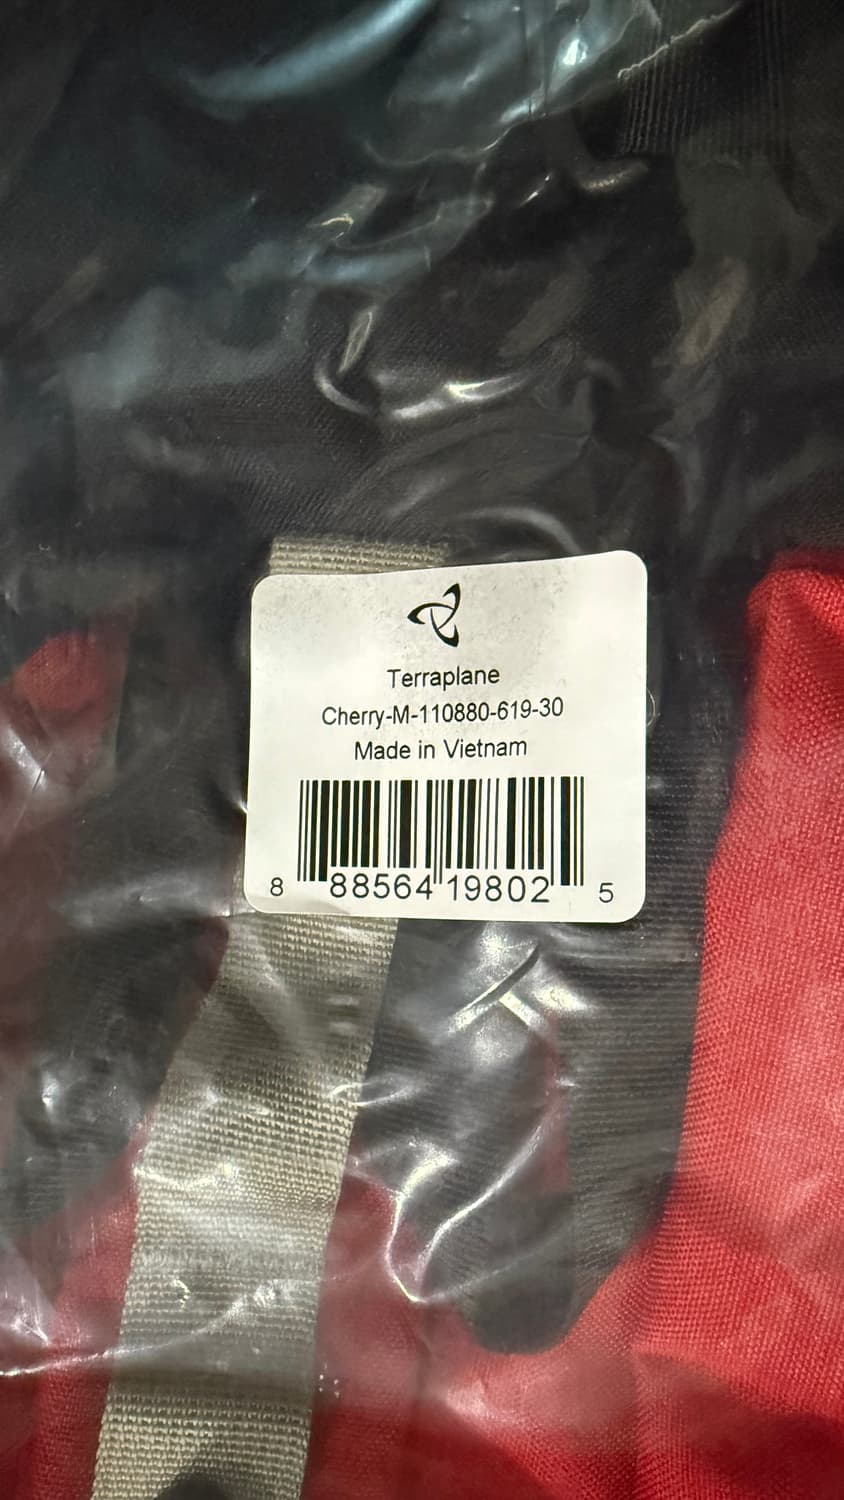 Terraplane
Cherry-M-110880-619-30
Made in Vietnam
8 88564 19802 5